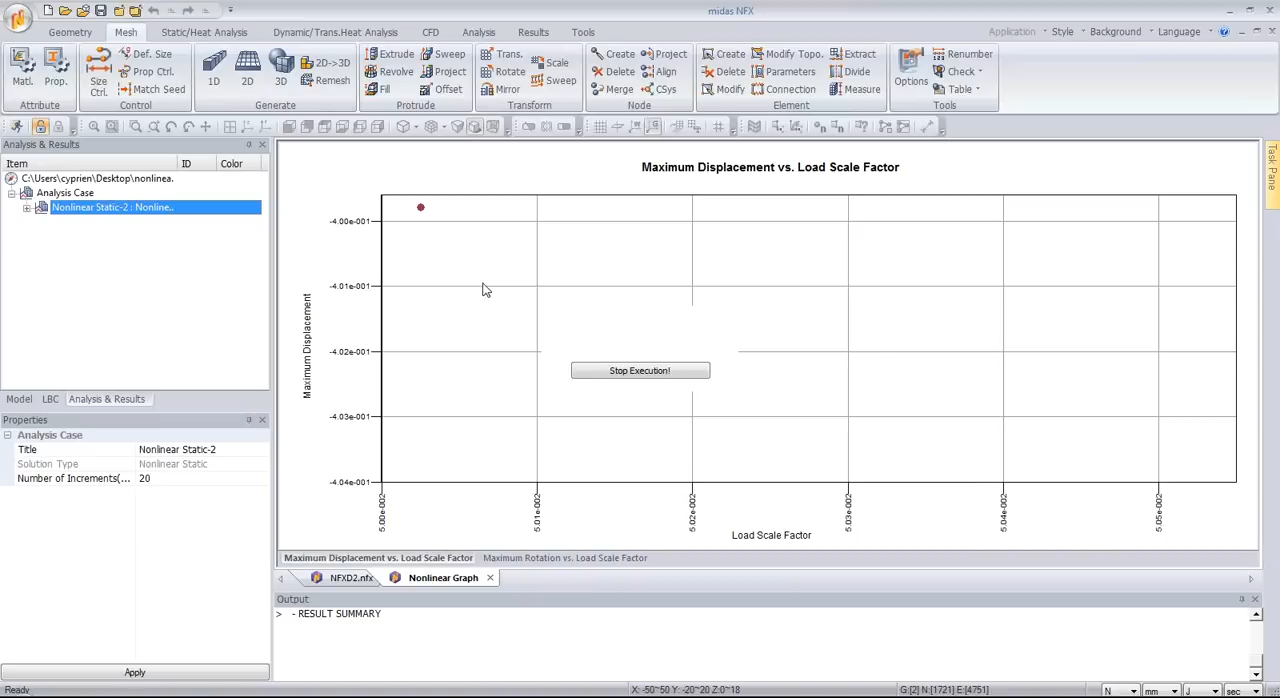 midas NFX
Geometry Mesh Static/Heat Analysis Dynamic/Trans.Heat Analysis CFD Analysis Results Tools Application Style Background Language
Matl. Prop. Size Ctrl. Def. Size Prop Ctrl. Match Seed 1D 2D 3D 2D->3D Remesh Extrude Revolve Fill Sweep Project Offset Trans. Rotate Mirror Scale Sweep Create Delete Merge Project Align CSys Create Delete Modify Modify Topo. Parameters Connection Extract Divide Measure Options Renumber Check Table
Attribute Control Generate Protrude Transform Node Element Tools
Analysis & Results
Item ID Color
C:\Users\cyprien\Desktop\nonlinea.
Analysis Case
Nonlinear Static-2 : Nonline..
Model LBC Analysis & Results
Properties
Analysis Case
Title Nonlinear Static-2
Solution Type Nonlinear Static
Number of Increments(... 20
Apply
Task Pane
Maximum Displacement vs. Load Scale Factor
Maximum Displacement
-4.00e-001
-4.01e-001
-4.02e-001
-4.03e-001
-4.04e-001
Stop Execution!
5.00e-002 5.01e-002 5.02e-002 5.03e-002 5.04e-002 5.05e-002
Load Scale Factor
Maximum Displacement vs. Load Scale Factor Maximum Rotation vs. Load Scale Factor
NFXD2.nfx Nonlinear Graph
Output
> - RESULT SUMMARY
Ready X: -50~50 Y: -20~20 Z:0~18 G:[2] N:[1721] E:[4751] N mm J sec